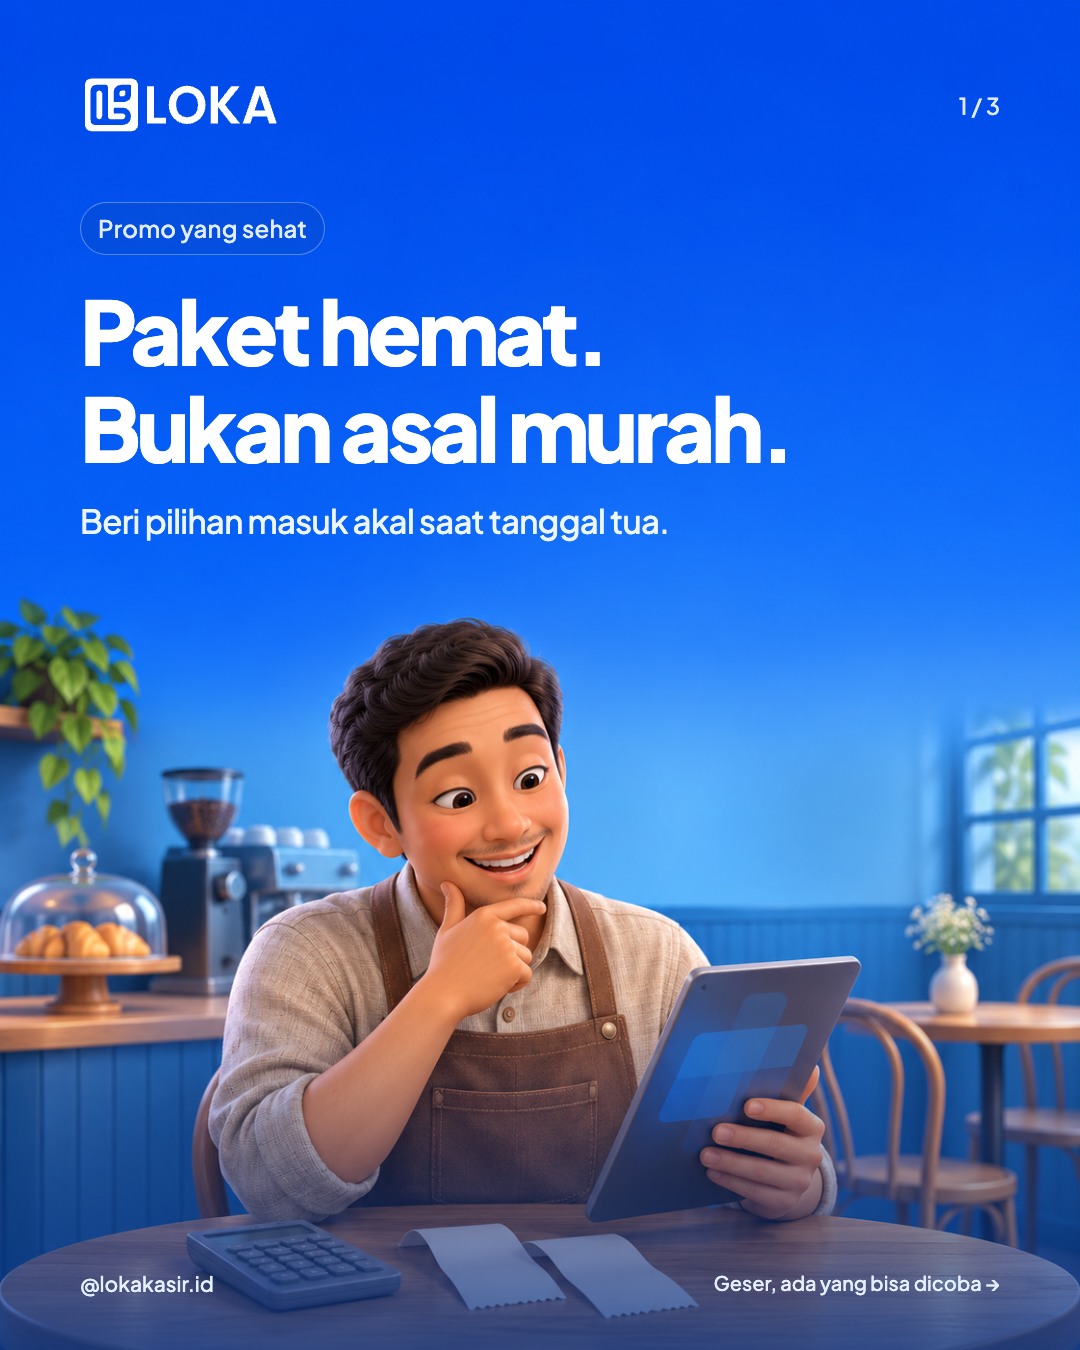 LOKA
1/3
Promo yang sehat
Paket hemat.
Bukan asal murah.
Beri pilihan masuk akal saat tanggal tua.
@lokakasir.id
Geser, ada yang bisa dicoba →